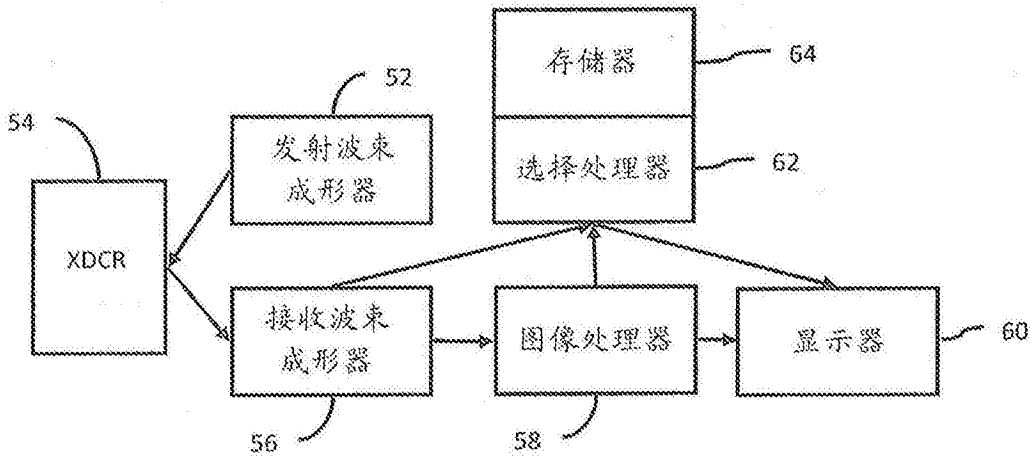 存储器
64
52
54
发射波束
成形器
选择处理器
62
XDCR
接收波束
成形器
图像处理器
显示器
60
56
58